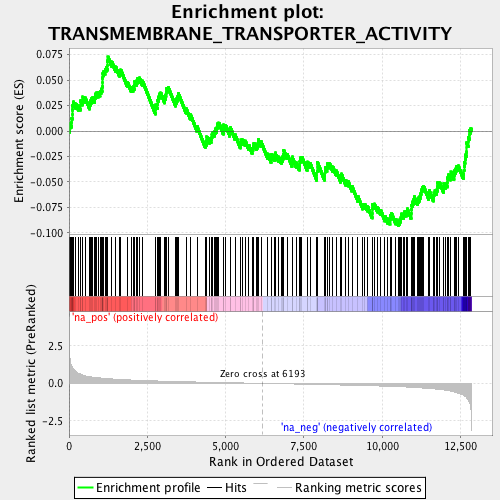 Enrichment plot:
TRANSMEMBRANE_TRANSPORTER_ACTIVITY
Enrichment score (ES)
0.075
0.050
0.025
0.000
-0.025
-0.050
-0.075
-0.100
'na_pos' (positively correlated)
Ranked list metric (PreRanked)
2.5
0.0
-2.5
Zero cross at 6193
'na_neg' (negatively correlated)
0
2,500
5,000
7,500
10,000
12,500
Rank in Ordered Dataset
Enrichment profile
Hits
Ranking metric scores